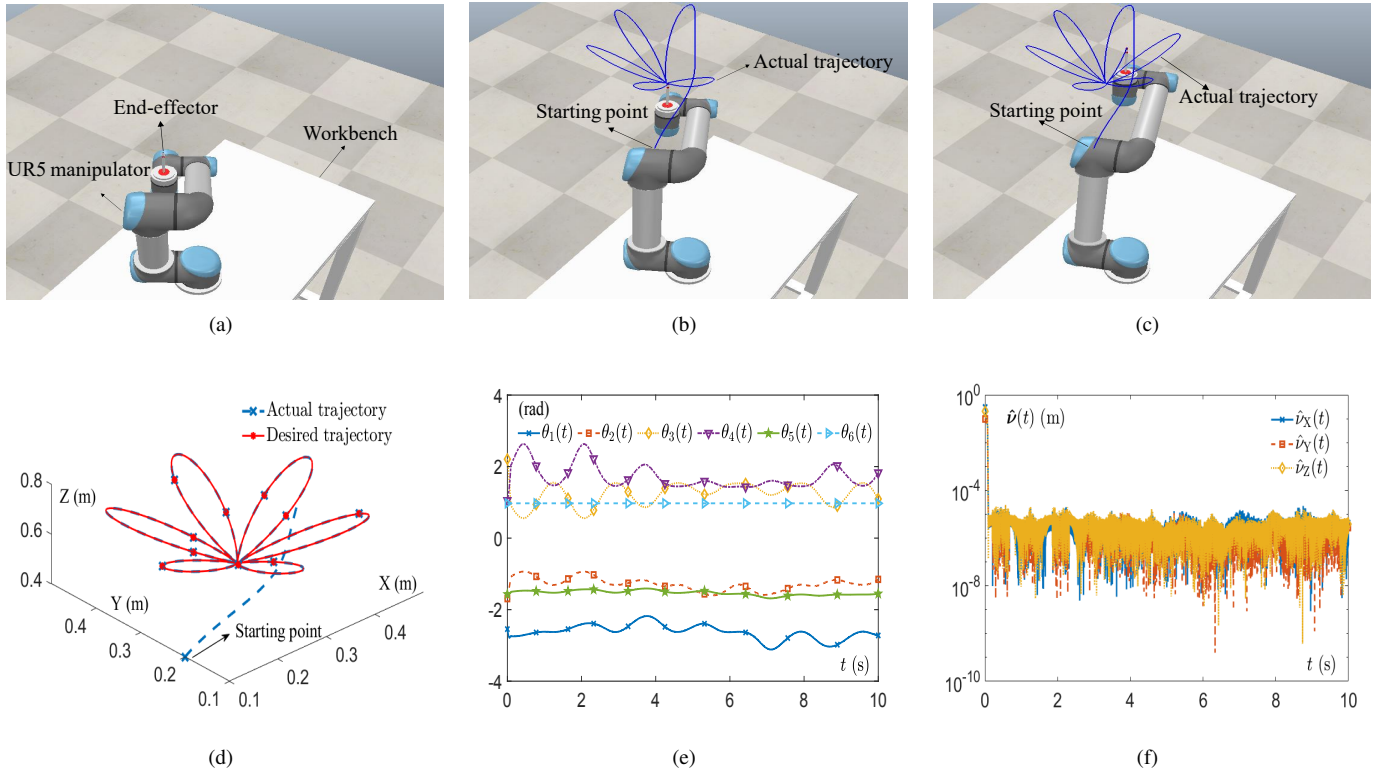 End-effector
Workbench
UR5 manipulator
(a)
Actual trajectory
Starting point
(b)
Actual trajectory
Starting point
(c)
Actual trajectory
Desired trajectory
0.8
Z (m)
0.6
0.4
Y (m)
X (m)
0.4
0.3
0.2
0.1
Starting point
0.1
0.2
0.3
0.4
(d)
4
(rad)
θ₁(t) θ₂(t) θ₃(t) θ₄(t) θ₅(t) θ₆(t)
2
0
-2
-4
t (s)
0 2 4 6 8 10
(e)
10⁰
ν̂(t) (m)
ν̂X(t)
ν̂Y(t)
ν̂Z(t)
10⁻⁴
10⁻⁸
10⁻¹⁰
t (s)
0 2 4 6 8 10
(f)